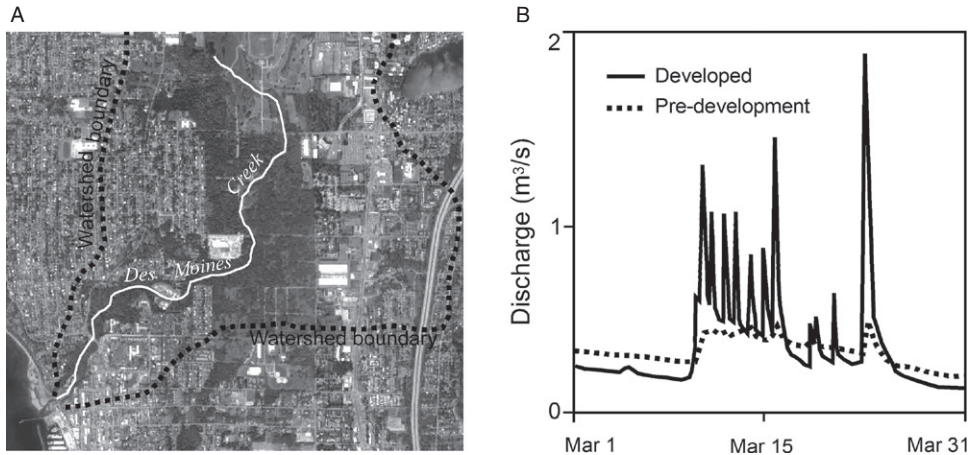 A
Watershed boundary
Creek
Des Moines
Watershed boundary
B
2
Developed
Pre-development
1
Discharge (m³/s)
0
Mar 1 Mar 15 Mar 31